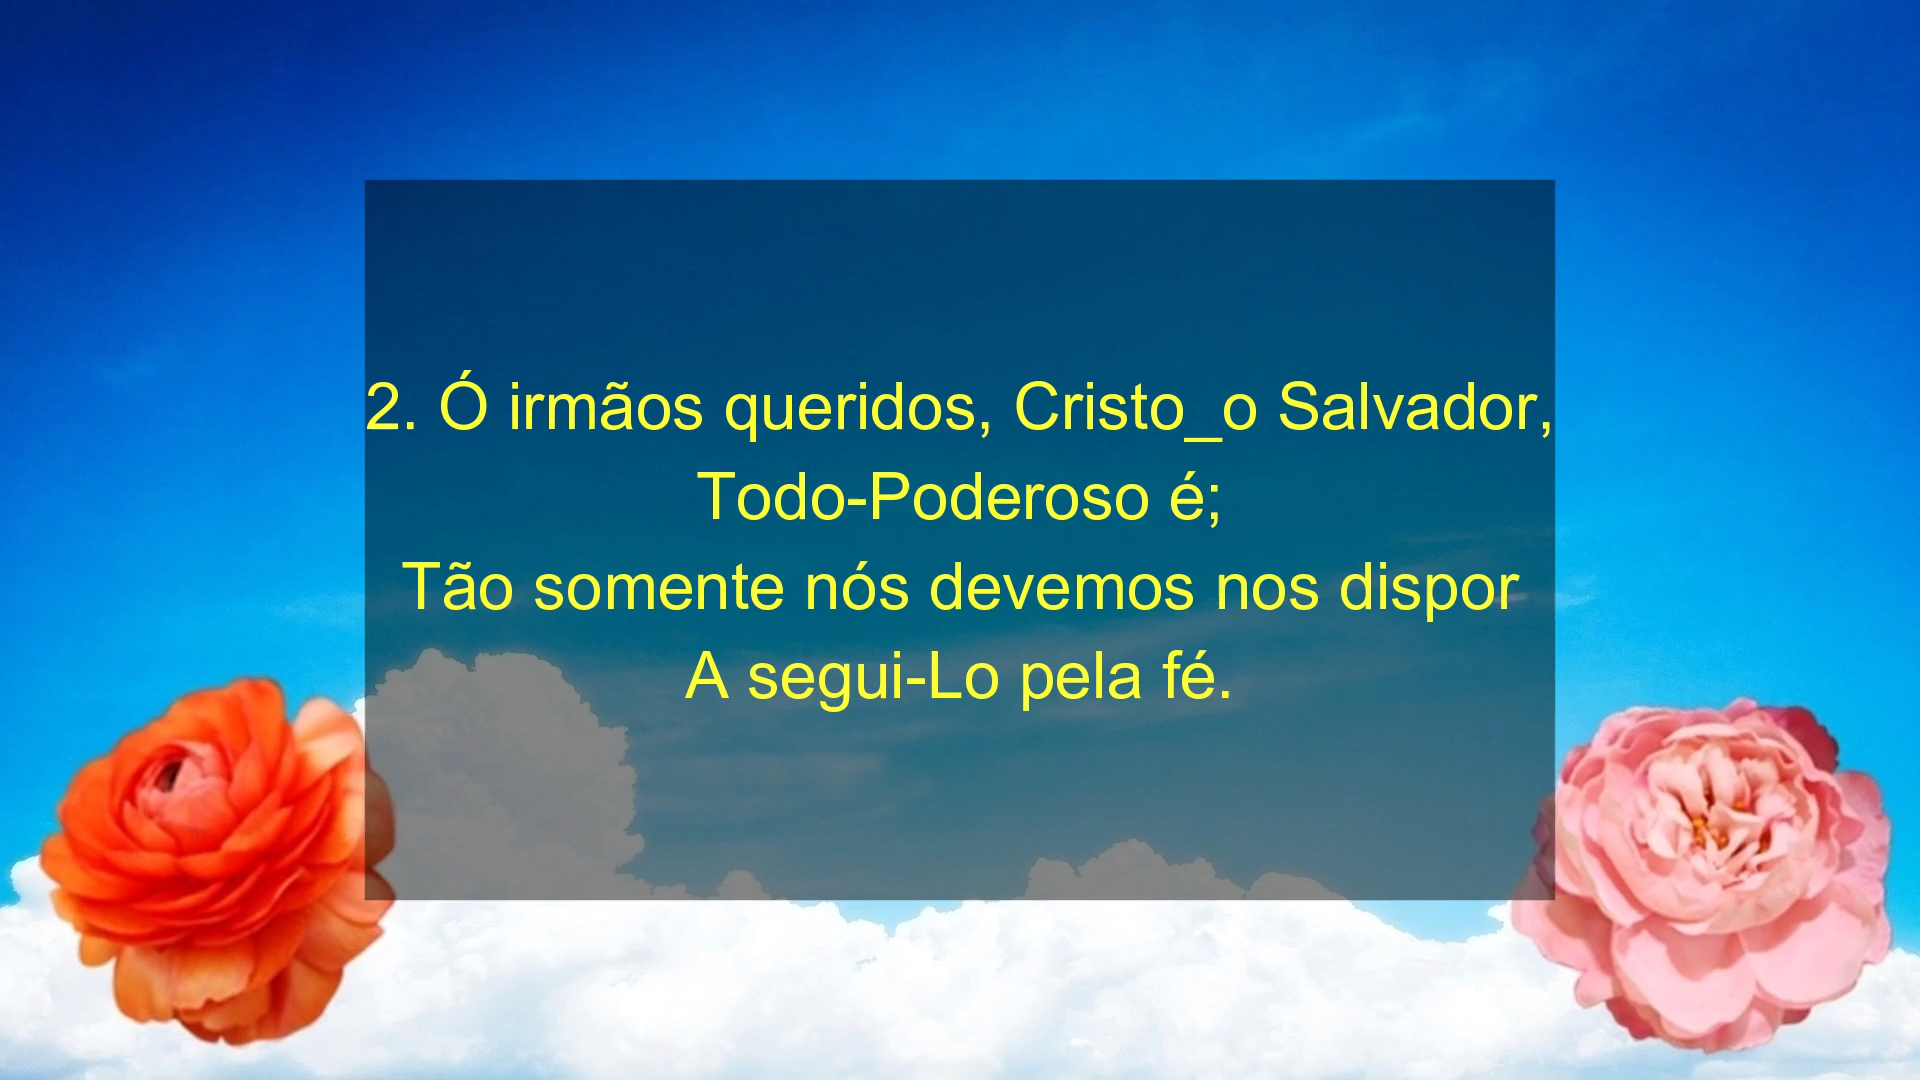 2. Ó irmãos queridos, Cristo_o Salvador,
Todo-Poderoso é;
Tão somente nós devemos nos dispor
A segui-Lo pela fé.